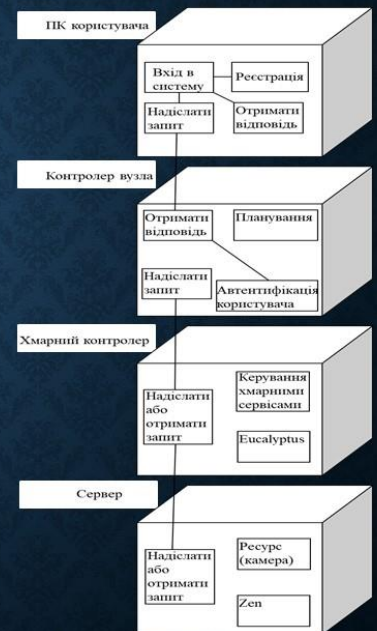 ПК користувача
Вхід в
систему
Реєстрація
Надіслати
запит
Отримати
відповідь
Контролер вузла
Отримати
відповідь
Планування
Надіслати
запит
Автентифікація
користувача
Хмарний контролер
Керування
хмарними
сервісами
Надіслати
або
отримати
запит
Eucalyptus
Сервер
Ресурс
(камера)
Надіслати
або
отримати
запит
Zen